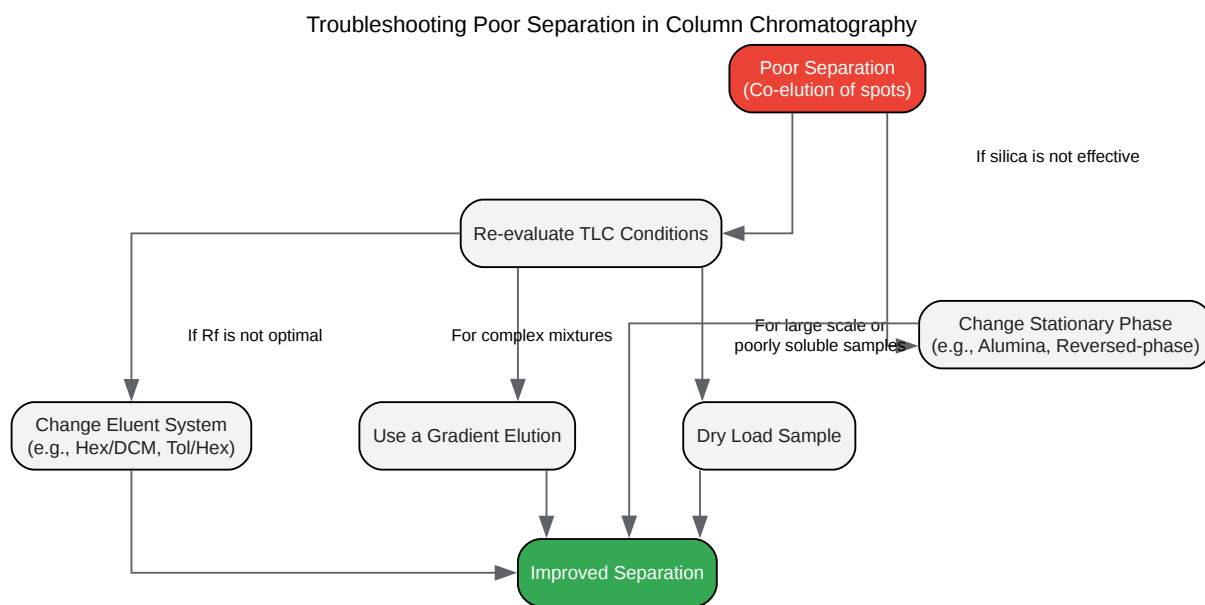 Troubleshooting Poor Separation in Column Chromatography
Poor Separation
(Co-elution of spots)
If silica is not effective
Re-evaluate TLC Conditions
If Rf is not optimal
For complex mixtures
For large scale or
poorly soluble samples
Change Stationary Phase
(e.g., Alumina, Reversed-phase)
Change Eluent System
(e.g., Hex/DCM, Tol/Hex)
Use a Gradient Elution
Dry Load Sample
Improved Separation